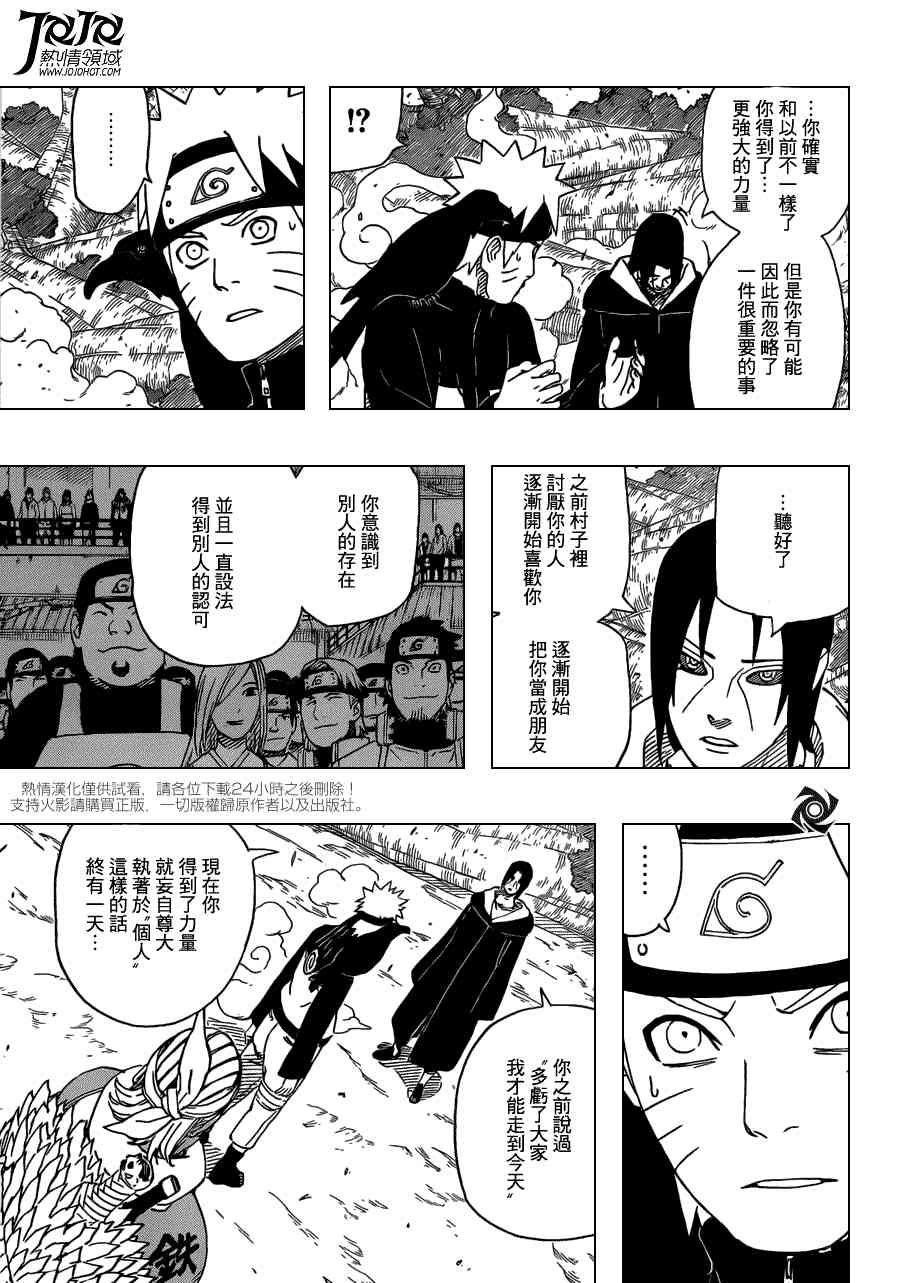 JOJO
熱情領域
WWW.JOJOHOT.COM
…你確實
和以前不一樣了
你得到了…
更強大的力量
但是你有可能
因此而忽略了
一件很重要的事
!?
………
…聽好了
之前村子裡
討厭你的人
逐漸開始喜歡你
逐漸開始
把你當成朋友
你意識到
別人的存在
並且一直設法
得到別人的認可
熱情漢化僅供試看，請各位下載24小時之後刪除！
支持火影請購買正版，一切版權歸原作者以及出版社。
……
你之前說過
〝多虧了大家
我才能走到今天〞
現在你
得到了力量
就妄自尊大
執著於〝個人〞
這樣的話
終有一天…
鉄